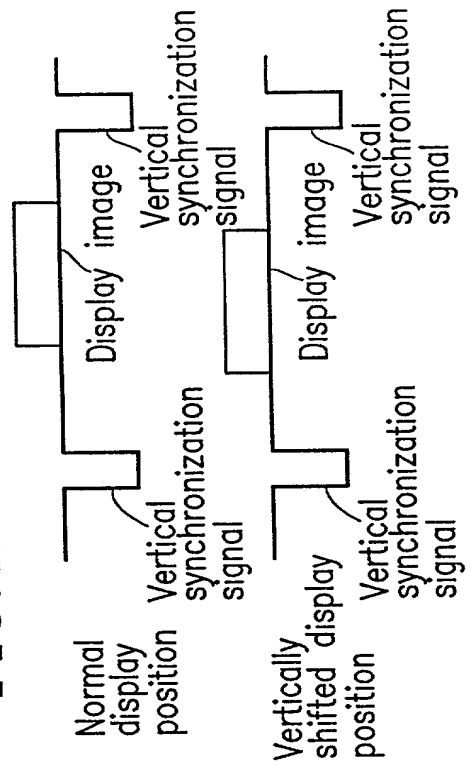 Normal
display
position
Vertical
synchronization
signal
Display image
Vertical
synchronization
signal
Vertically
shifted display
position
Vertical
synchronization
signal
Display image
Vertical
synchronization
signal